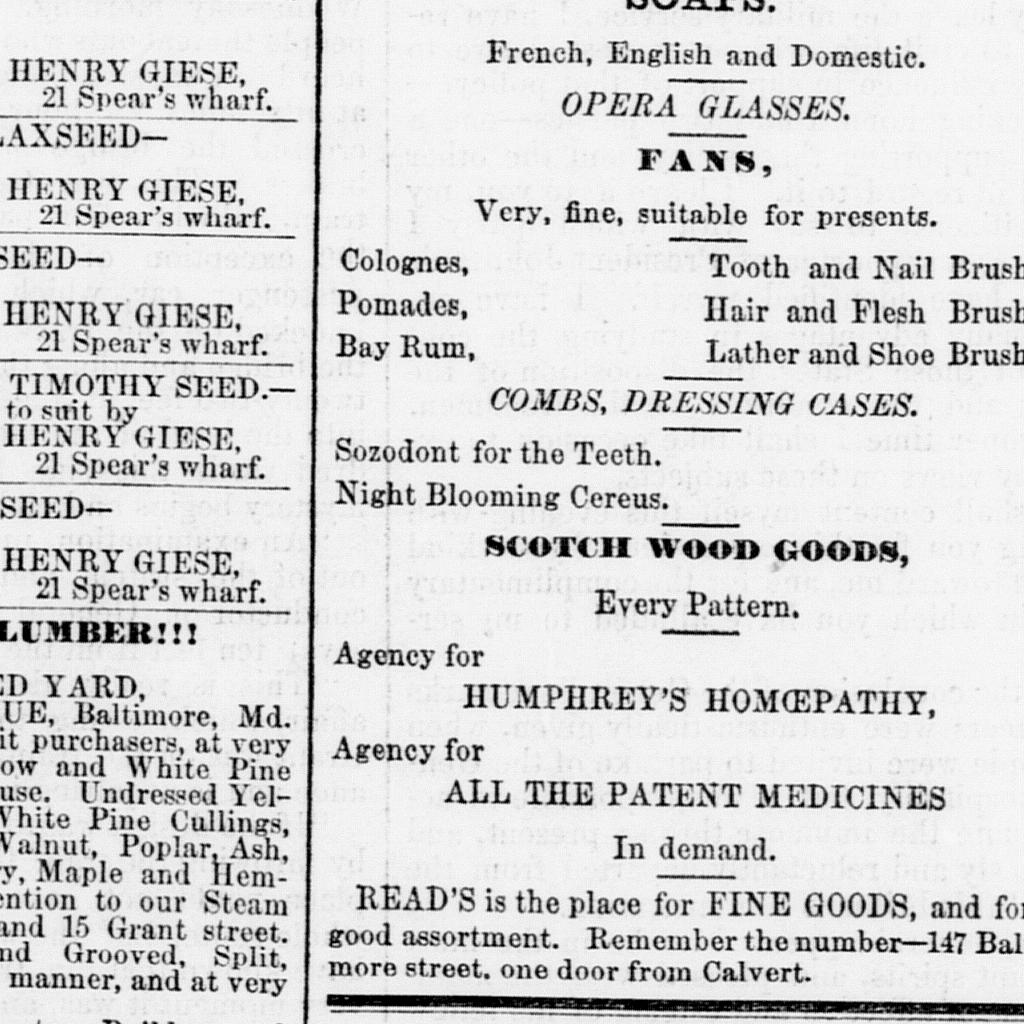 HENRY GIESE,
21 Spear's wharf.
LAXSEED—
HENRY GIESE,
21 Spear's wharf.
SEED—
HENRY GIESE,
21 Spear's wharf.
TIMOTHY SEED.—
to suit by
HENRY GIESE,
21 Spear's wharf.
SEED—
HENRY GIESE,
21 Spear's wharf.
LUMBER!!!
ED YARD,
UE, Baltimore, Md.
it purchasers, at very
ow and White Pine
use. Undressed Yel-
White Pine Cullings,
Walnut, Poplar, Ash,
y, Maple and Hem-
ention to our Steam
and 15 Grant street.
nd Grooved, Split,
manner, and at very
SOAPS.
French, English and Domestic.
OPERA GLASSES.
FANS,
Very, fine, suitable for presents.
Colognes, Tooth and Nail Brush
Pomades, Hair and Flesh Brush
Bay Rum, Lather and Shoe Brush
COMBS, DRESSING CASES.
Sozodont for the Teeth,
Night Blooming Cereus.
SCOTCH WOOD GOODS,
Every Pattern.
Agency for
HUMPHREY'S HOMŒPATHY,
Agency for
ALL THE PATENT MEDICINES
In demand.
READ'S is the place for FINE GOODS, and for
good assortment. Remember the number—147 Bal
more street, one door from Calvert.